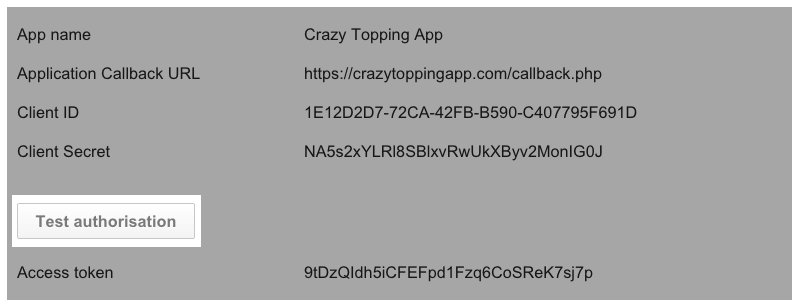 App name Crazy Topping App
Application Callback URL https://crazytoppingapp.com/callback.php
Client ID 1E12D2D7-72CA-42FB-B590-C407795F691D
Client Secret NA5s2xYLRl8SBlxvRwUkXByv2MonIG0J
Test authorisation
Access token 9tDzQIdh5iCFEFpd1Fzq6CoSReK7sj7p